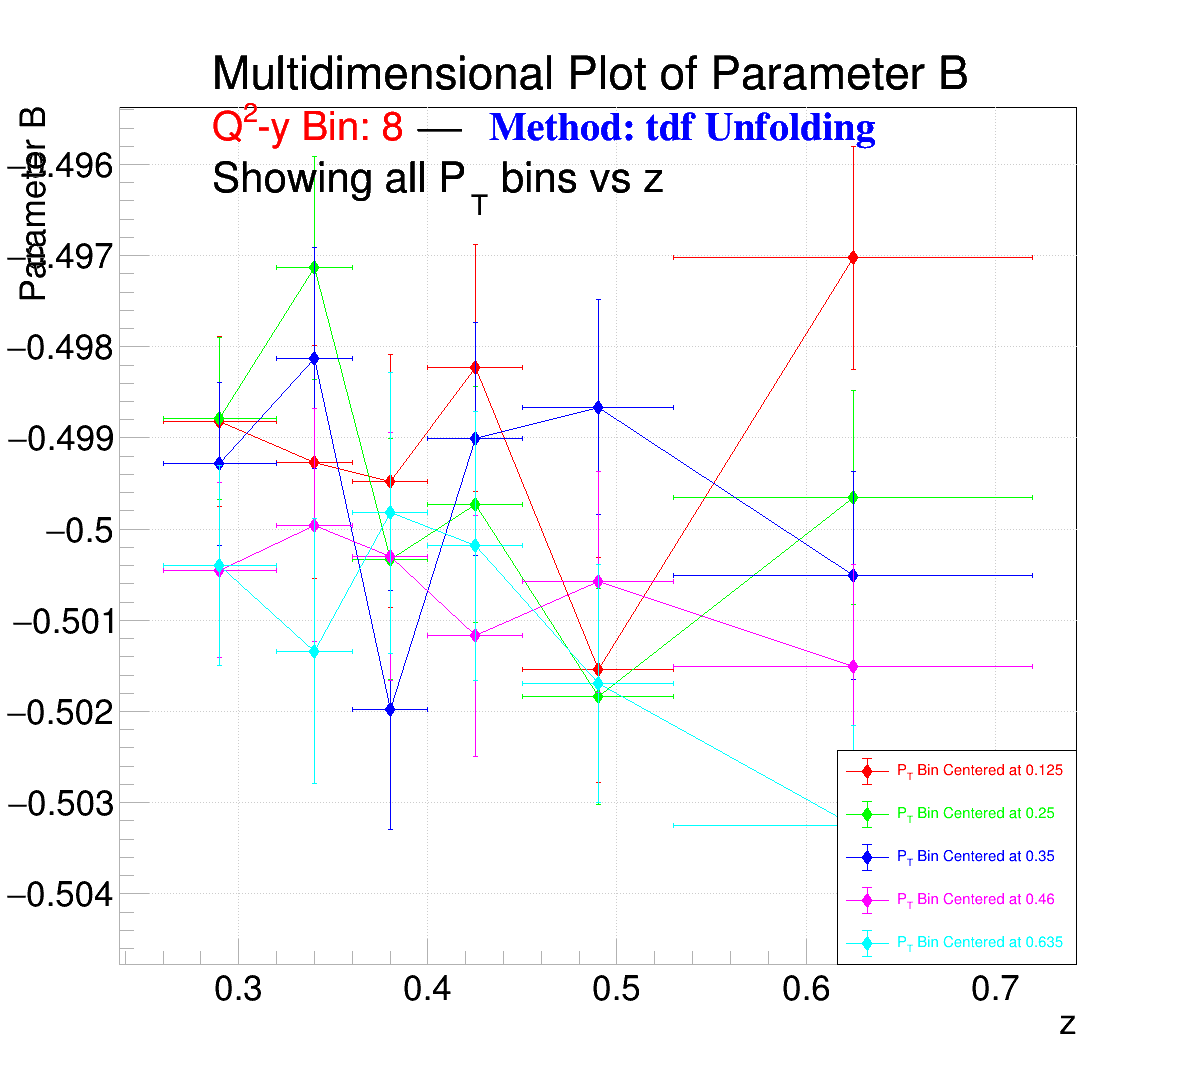 Multidimensional Plot of Parameter B
Q²-y Bin: 8 — Method: tdf Unfolding
Showing all P_T bins vs z
Parameter B
−0.496
−0.497
−0.498
−0.499
−0.5
−0.501
−0.502
−0.503
−0.504
P_T Bin Centered at 0.125
P_T Bin Centered at 0.25
P_T Bin Centered at 0.35
P_T Bin Centered at 0.46
P_T Bin Centered at 0.635
0.3 0.4 0.5 0.6 0.7
z